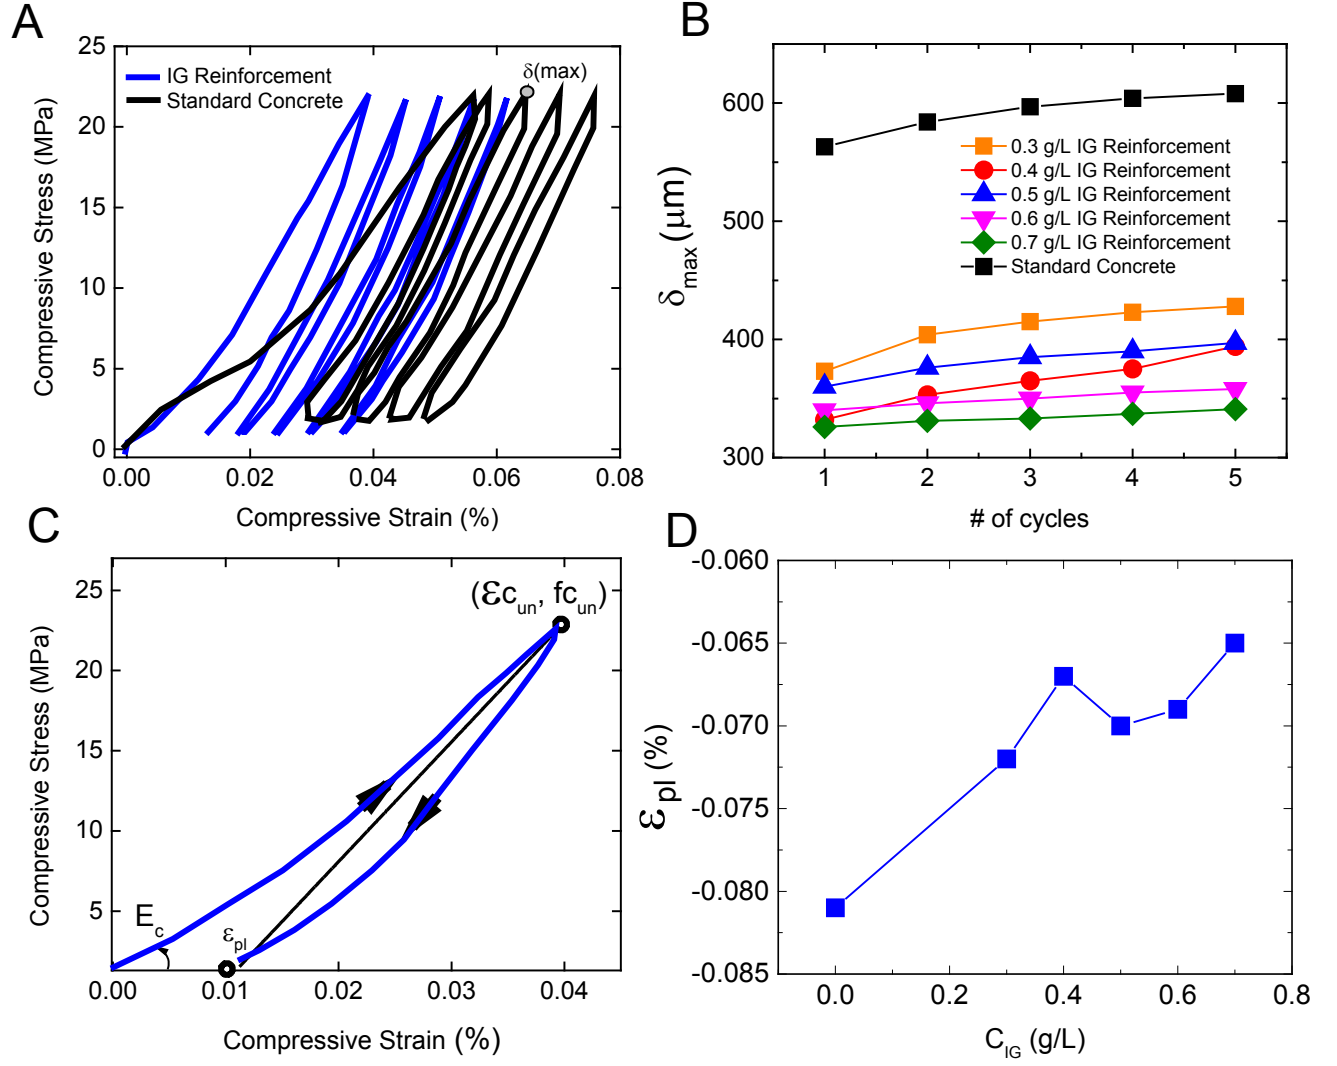 A
25
20
15
10
5
0
Compressive Stress (MPa)
IG Reinforcement
Standard Concrete
δ(max)
0.00 0.02 0.04 0.06 0.08
Compressive Strain (%)
B
600
500
400
300
δmax (μm)
0.3 g/L IG Reinforcement
0.4 g/L IG Reinforcement
0.5 g/L IG Reinforcement
0.6 g/L IG Reinforcement
0.7 g/L IG Reinforcement
Standard Concrete
1 2 3 4 5
# of cycles
C
25
20
15
10
5
Compressive Stress (MPa)
(εcun, fcun)
Ec
εpl
0.00 0.01 0.02 0.03 0.04
Compressive Strain (%)
D
-0.060
-0.065
-0.070
-0.075
-0.080
-0.085
εpl (%)
0.0 0.2 0.4 0.6 0.8
CIG (g/L)